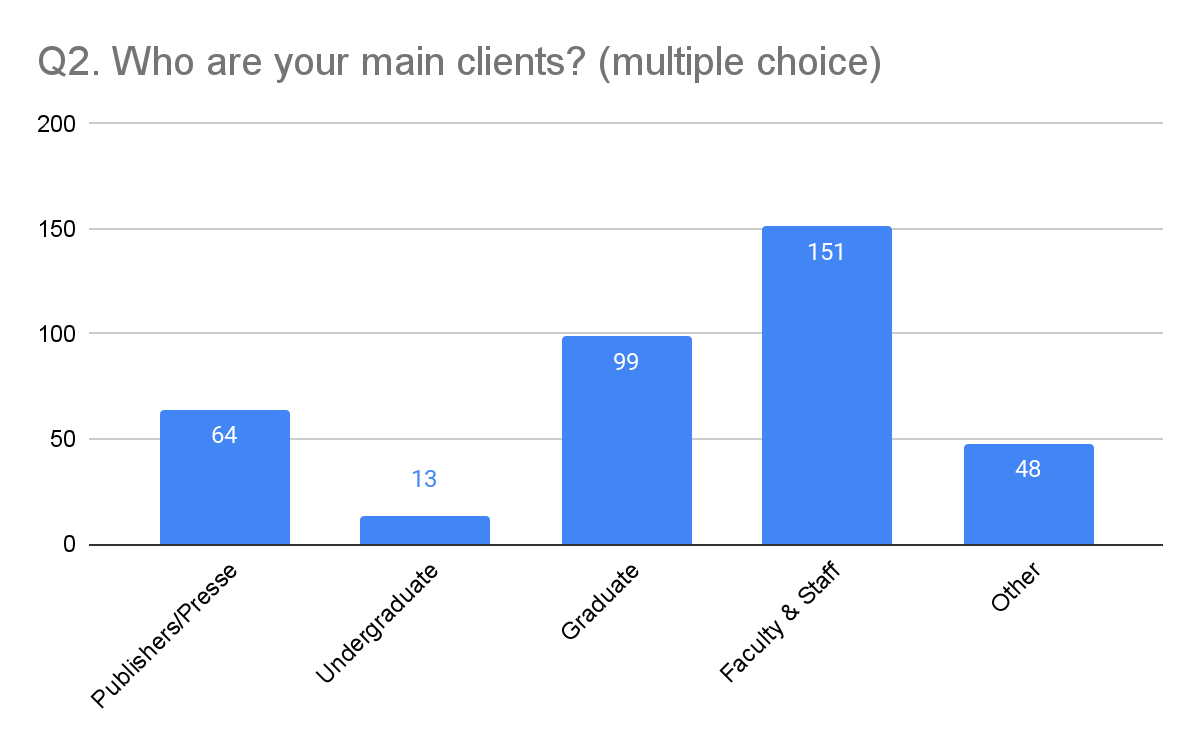 Q2. Who are your main clients? (multiple choice)
200
150
100
50
0
64
13
99
151
48
Publishers/Presse
Undergraduate
Graduate
Faculty & Staff
Other